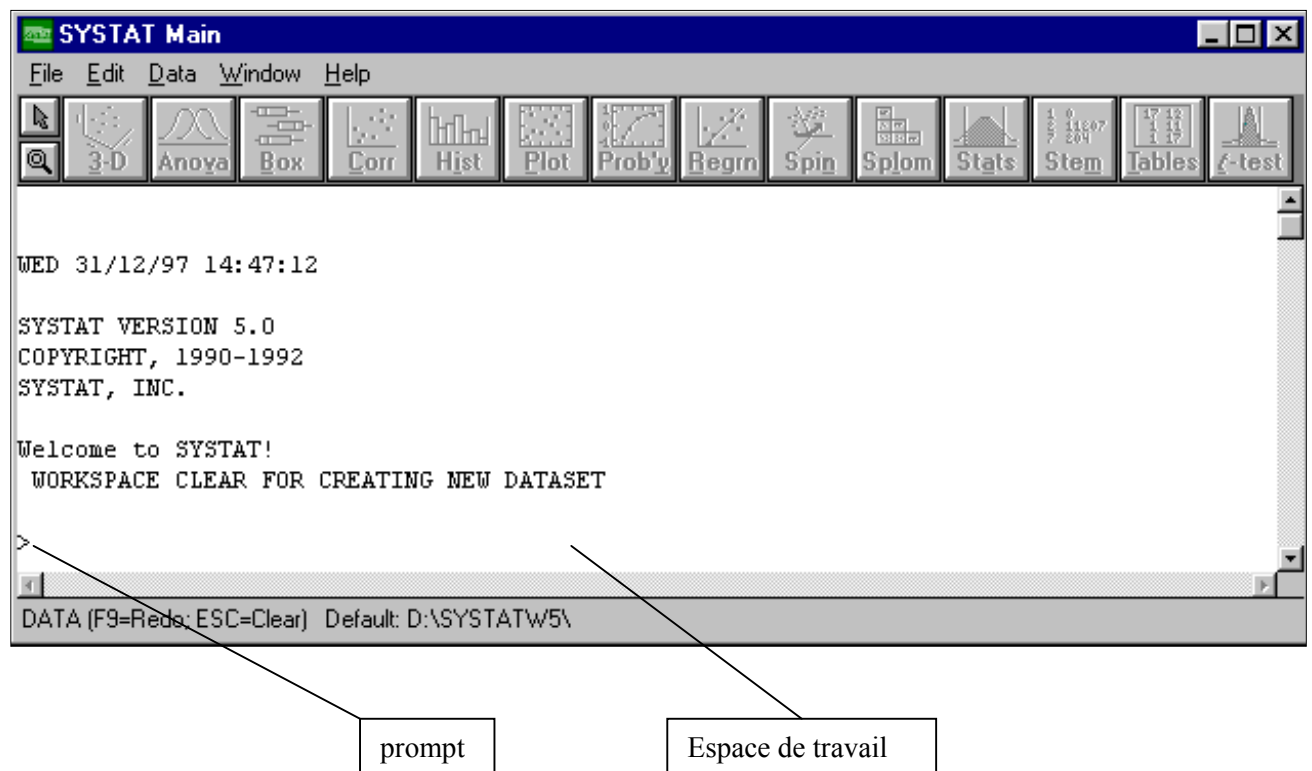 SYSTAT Main
File Edit Data Window Help
3-D Anova Box Corr Hist Plot Prob'y Regrn Spin Splom Stats Stem Tables t-test
WED 31/12/97 14:47:12
SYSTAT VERSION 5.0
COPYRIGHT, 1990-1992
SYSTAT, INC.
Welcome to SYSTAT!
WORKSPACE CLEAR FOR CREATING NEW DATASET
>
DATA (F9=Redo; ESC=Clear) Default: D:\SYSTATW5\
prompt Espace de travail